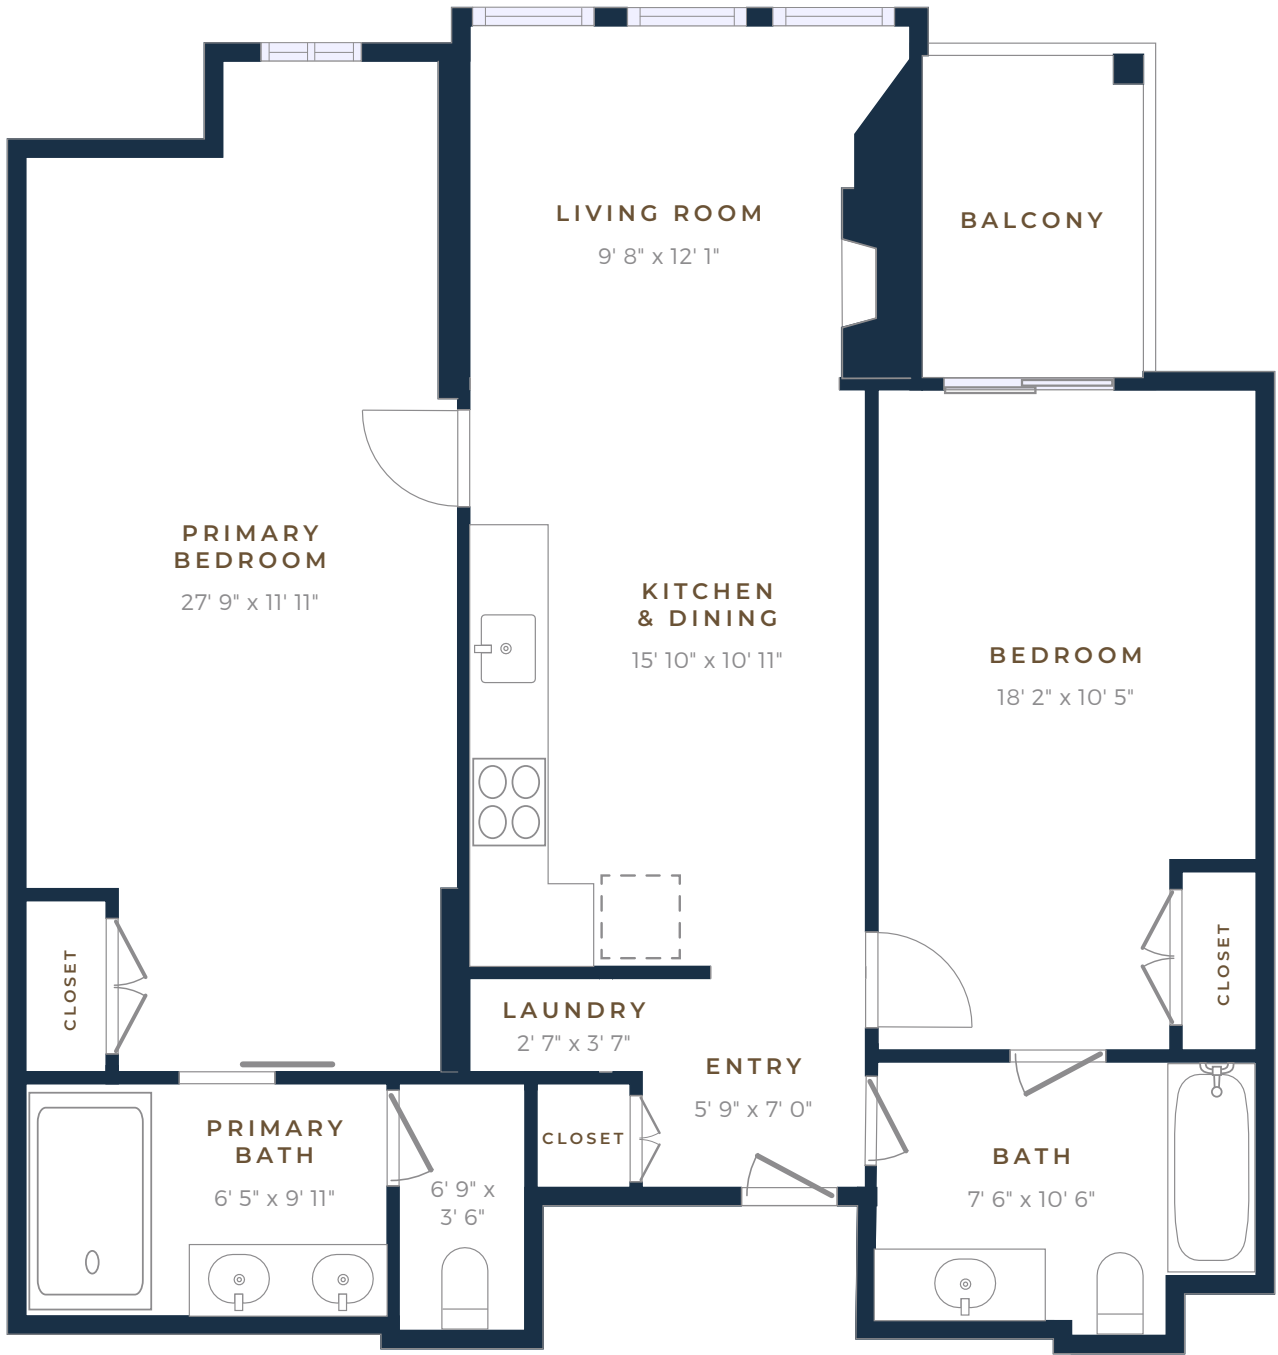 LIVING ROOM
9' 8" x 12' 1"
BALCONY
PRIMARY
BEDROOM
27' 9" x 11' 11"
KITCHEN
& DINING
15' 10" x 10' 11"
BEDROOM
18' 2" x 10' 5"
CLOSET
LAUNDRY
2' 7" x 3' 7"
ENTRY
5' 9" x 7' 0"
CLOSET
PRIMARY
BATH
6' 5" x 9' 11"
6' 9" x
3' 6"
CLOSET
BATH
7' 6" x 10' 6"